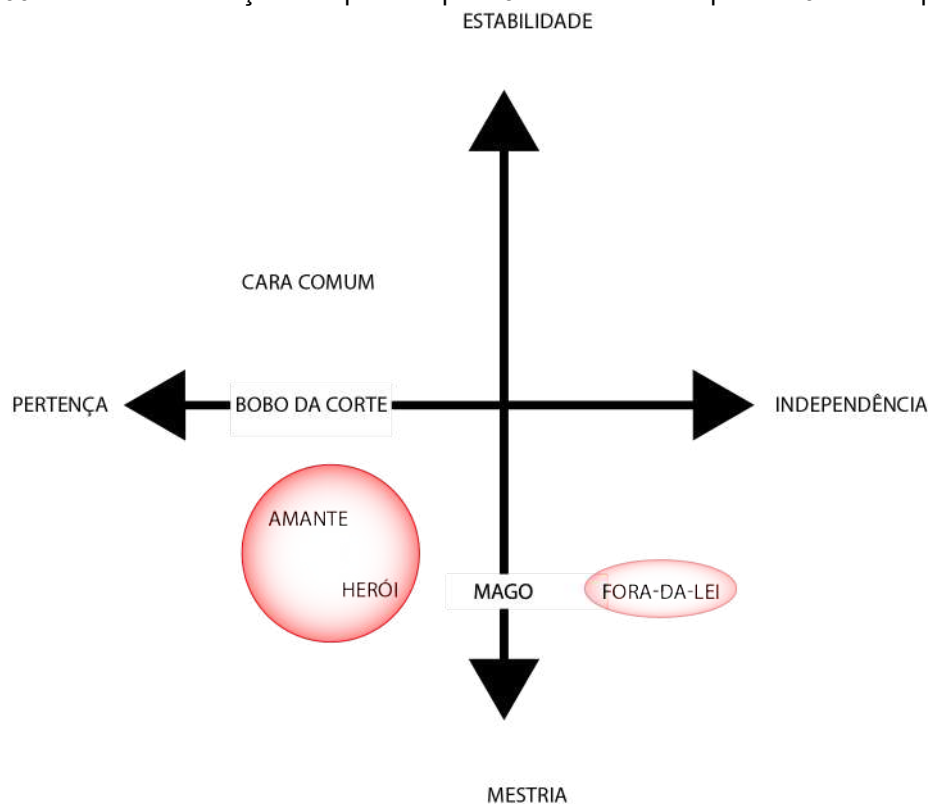 ESTABILIDADE
CARA COMUM
PERTENÇA
BOBO DA CORTE
INDEPENDÊNCIA
AMANTE
HERÓI
MAGO
FORA-DA-LEI
MESTRIA